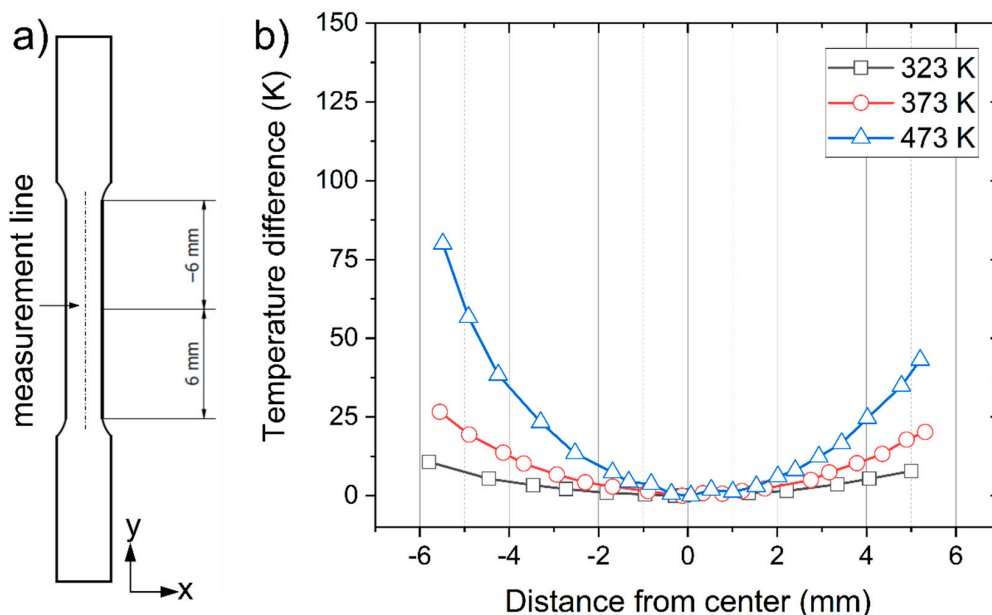 a)
measurement line
−6 mm
6 mm
y
x
b)
Temperature difference (K)
150
125
100
75
50
25
0
-6 -4 -2 0 2 4 6
Distance from center (mm)
323 K
373 K
473 K